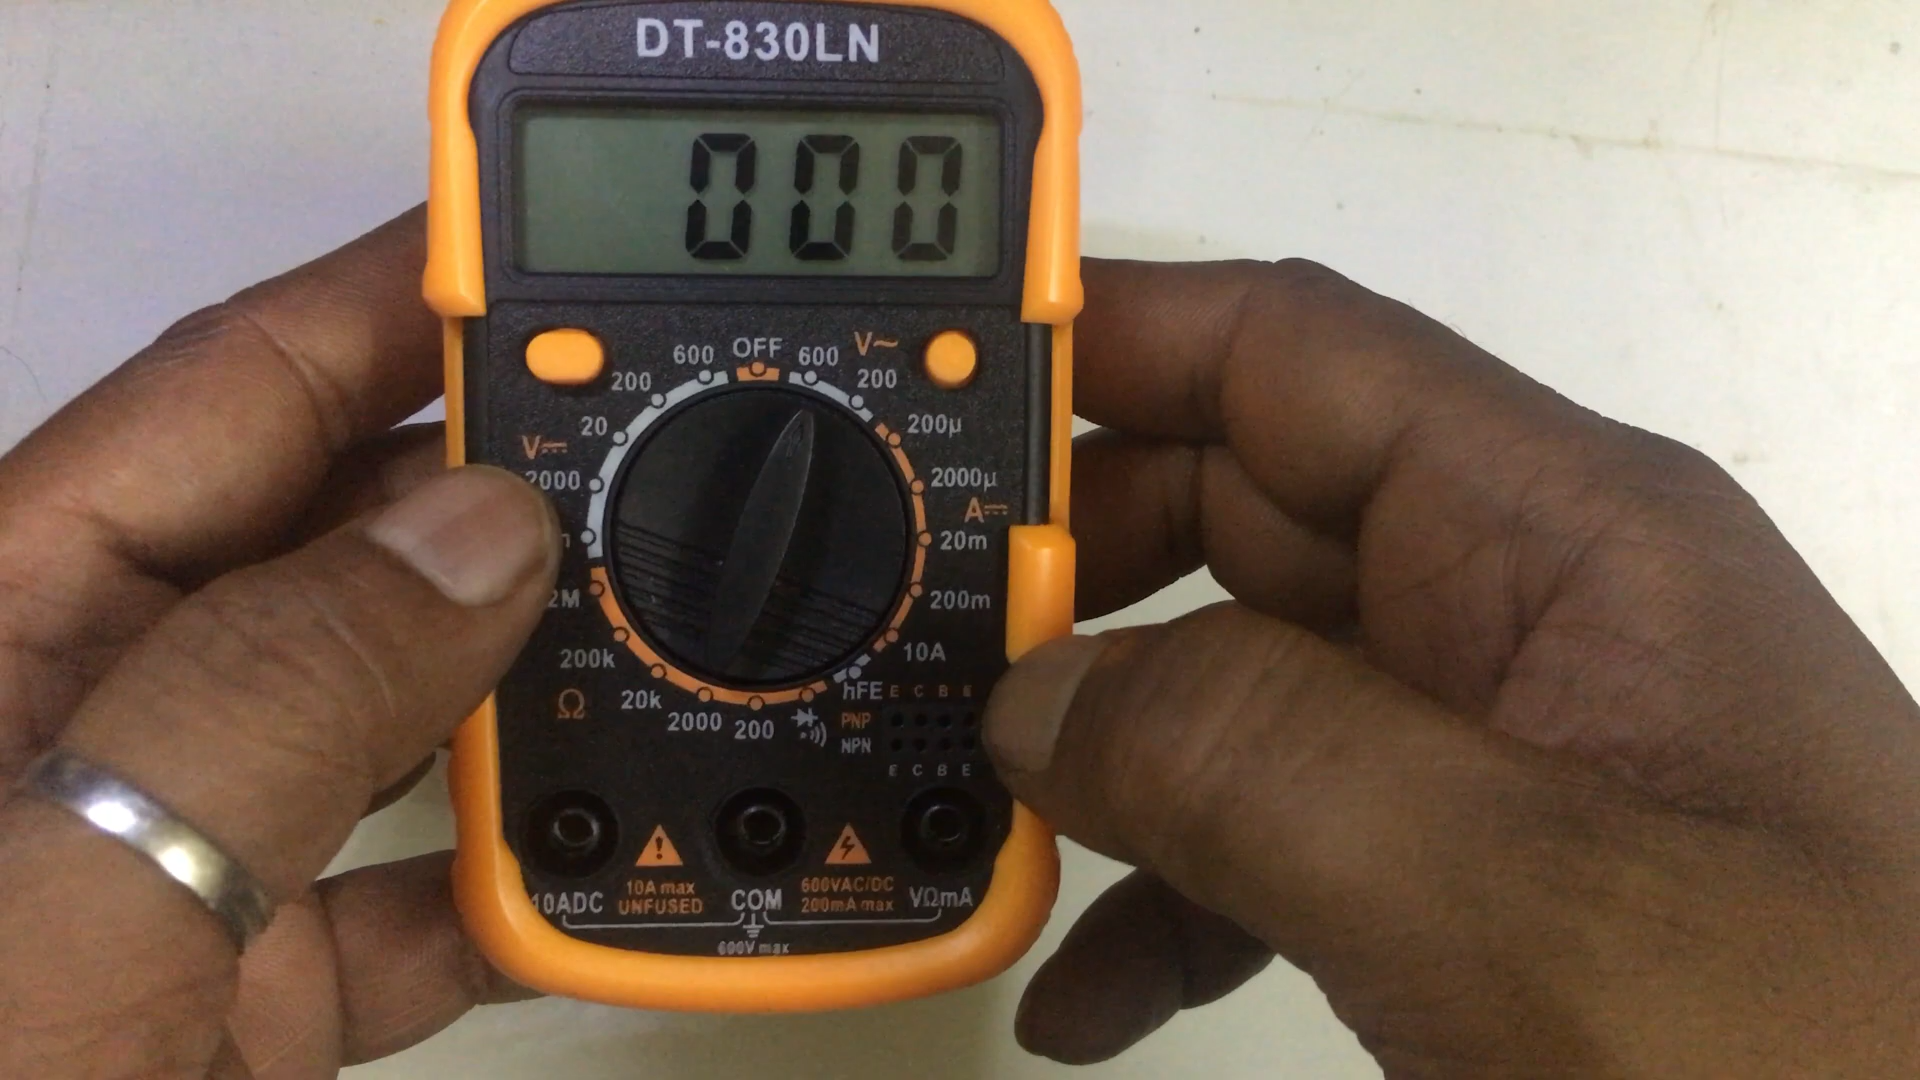 DT-830LN
000
600 OFF 600 V~
200 200
20 200µ
V⎓
2000 2000µ
A⎓
20m
2M 200m
200k 10A
20k hFE E C B E
Ω
2000 200 PNP
NPN
E C B E
10ADC 10A max UNFUSED COM 600VAC/DC 200mA max VΩmA
600V max